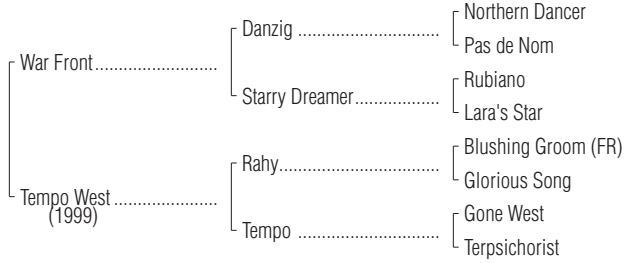 Northern Dancer
Danzig ....................................
Pas de Nom
War Front...............................
Rubiano
Starry Dreamer.....................
Lara's Star
Blushing Groom (FR)
Rahy.........................................
Glorious Song
Tempo West ..........................
(1999)
Gone West
Tempo ....................................
Terpsichorist